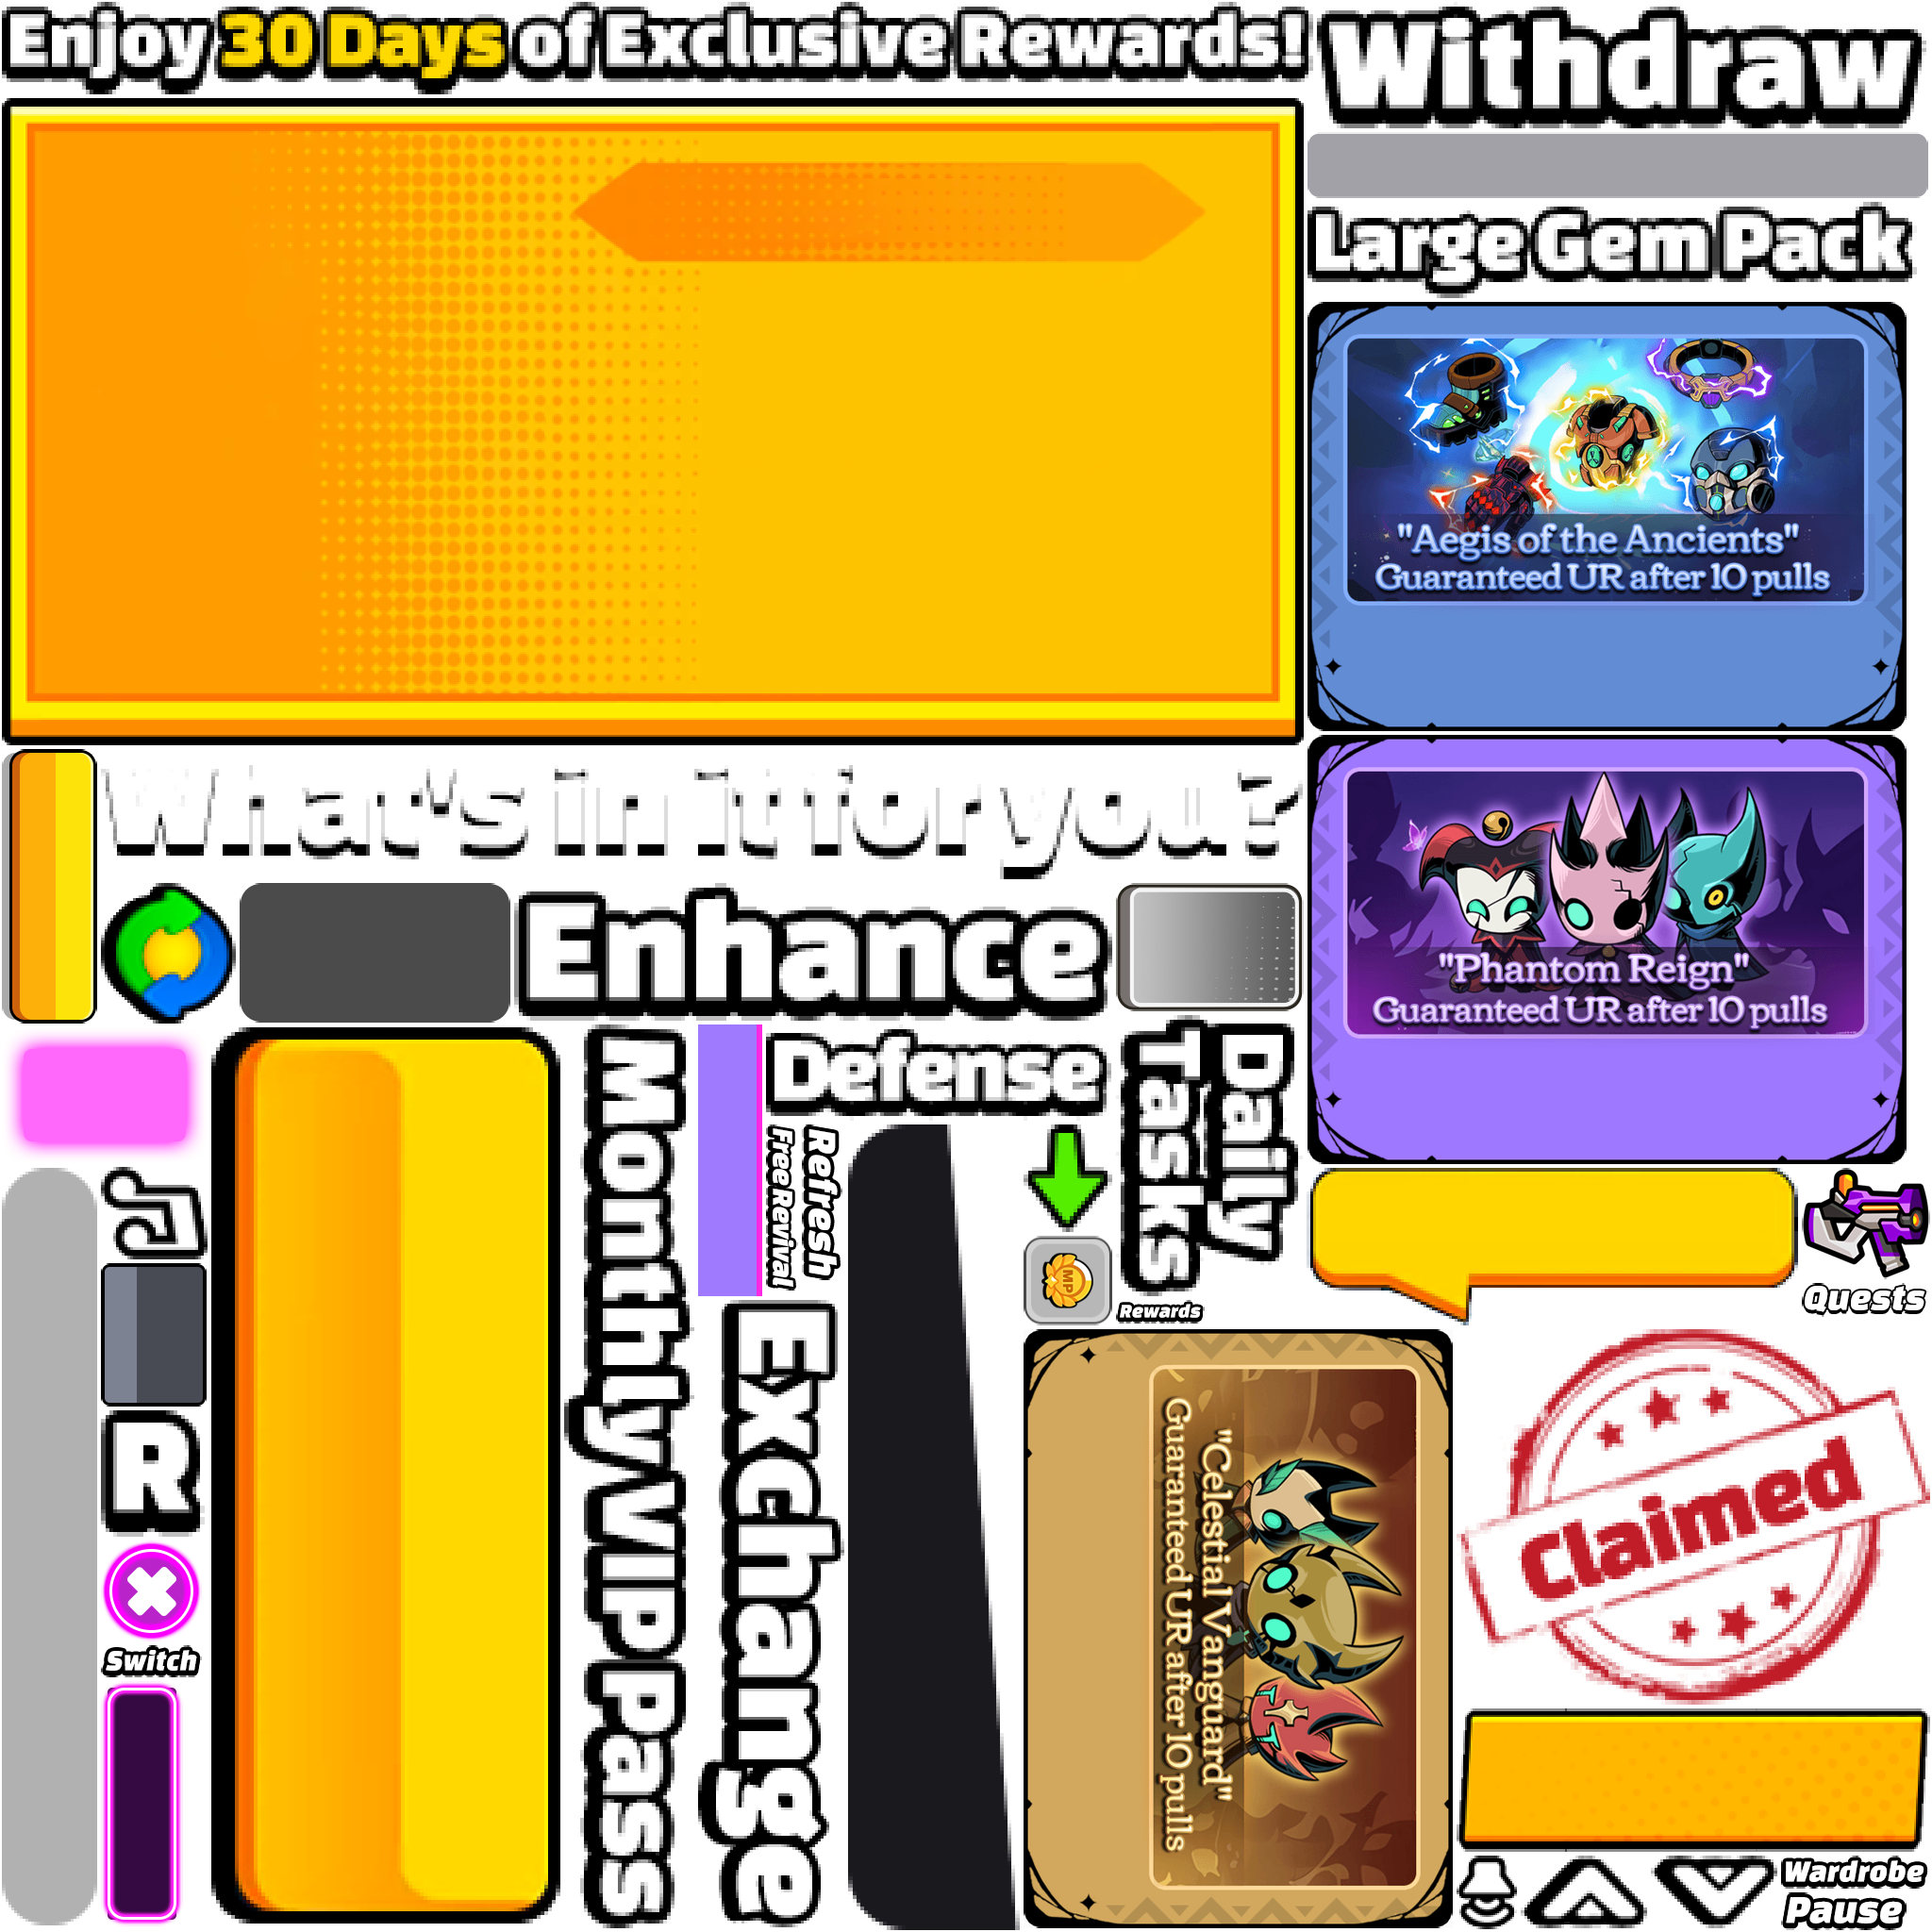 Enjoy 30 Days of Exclusive Rewards!
Withdraw
Large Gem Pack
"Aegis of the Ancients"
Guaranteed UR after 10 pulls
What's in it for you?
"Phantom Reign"
Guaranteed UR after 10 pulls
Enhance
Monthly VIP Pass
Defense
Refresh
Free Revival
Daily
Tasks
MP
Rewards
Quests
Exchange
"Celestial Vanguard"
Guaranteed UR after 10 pulls
Claimed
R
Switch
Wardrobe
Pause